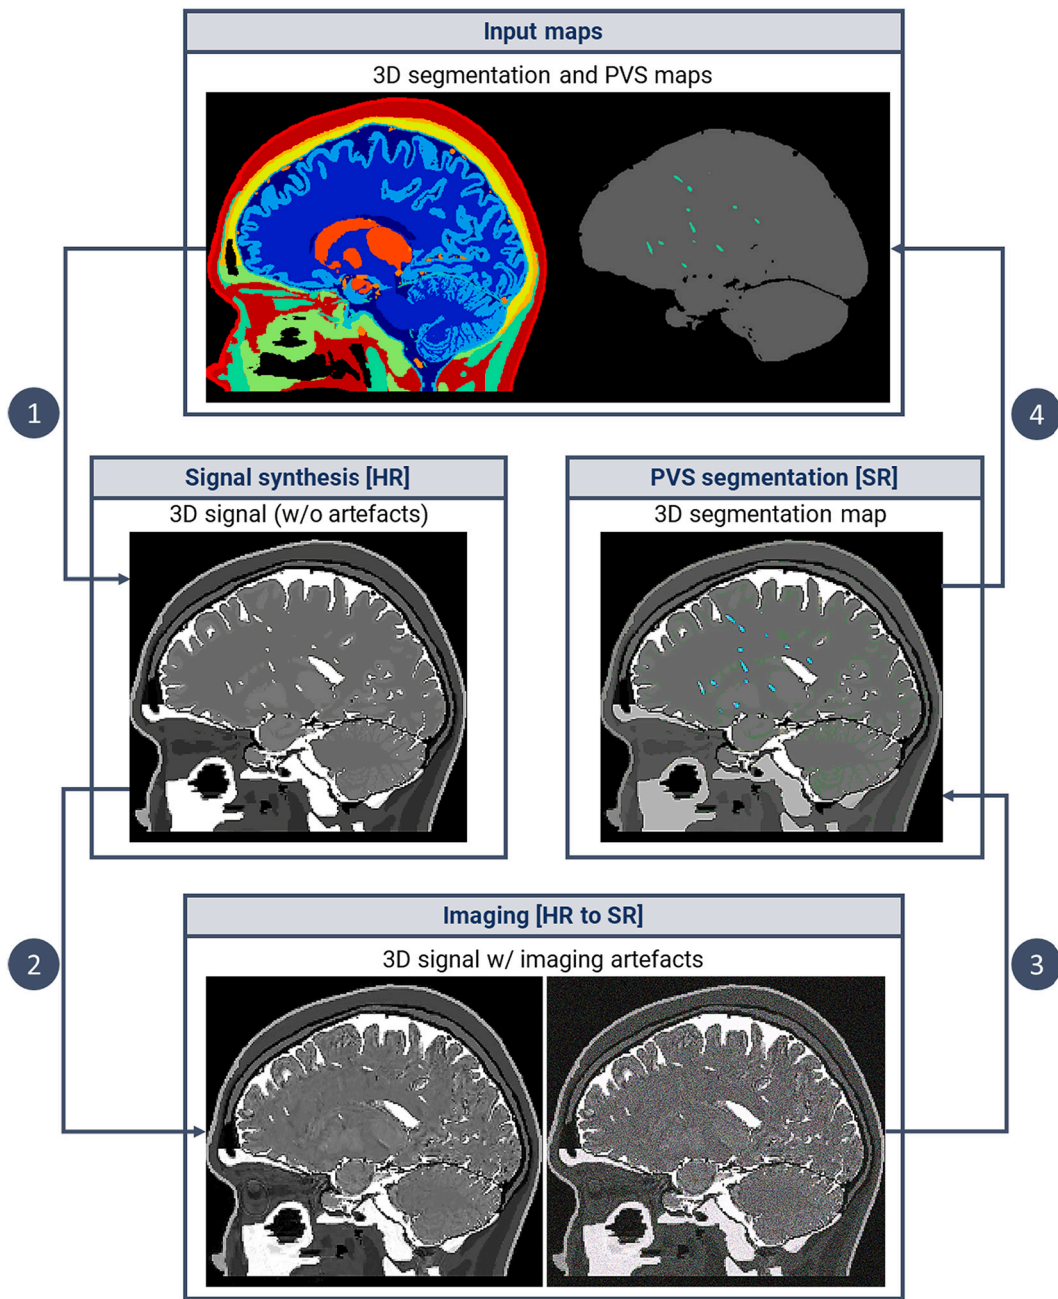 Input maps
3D segmentation and PVS maps
1
4
Signal synthesis [HR]
3D signal (w/o artefacts)
PVS segmentation [SR]
3D segmentation map
2
3
Imaging [HR to SR]
3D signal w/ imaging artefacts